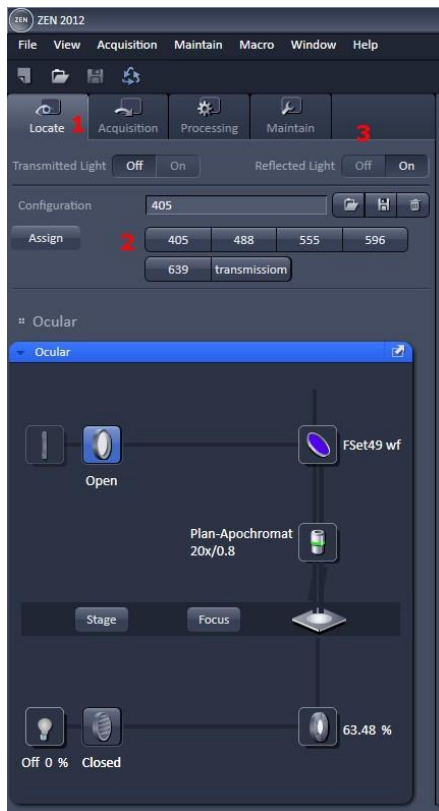 ZEN ZEN 2012
File View Acquisition Maintain Macro Window Help
Locate 1 Acquisition Processing Maintain 3
Transmitted Light Off On Reflected Light Off On
Configuration 405
Assign 2 405 488 555 596
639 transmissiom
Ocular
Ocular
FSet49 wf
Open
Plan-Apochromat
20x/0.8
Stage Focus
63.48 %
Off 0 % Closed